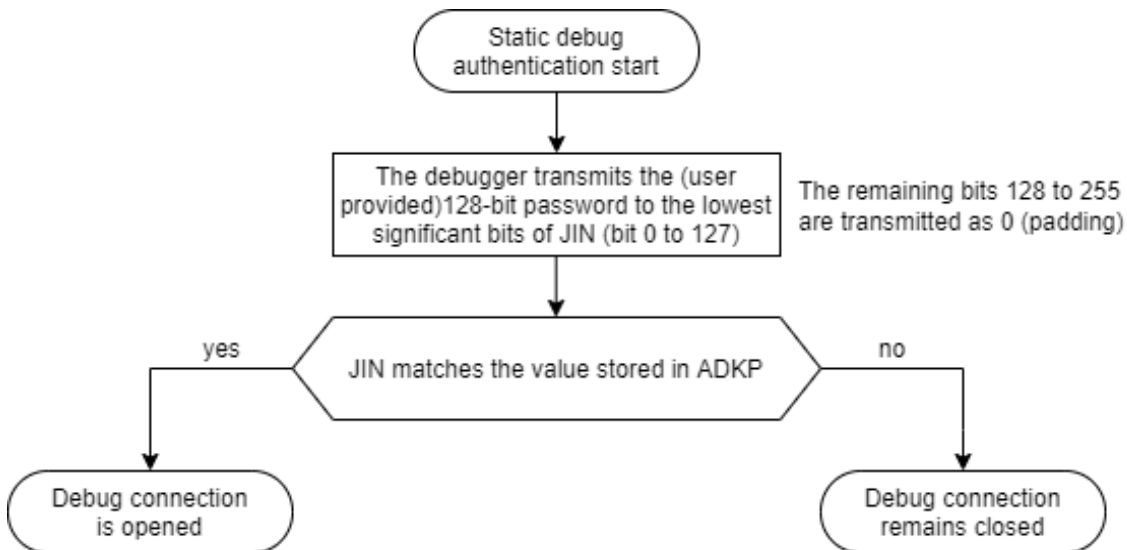 Static debug
authentication start
The debugger transmits the (user
provided)128-bit password to the lowest
significant bits of JIN (bit 0 to 127)
The remaining bits 128 to 255
are transmitted as 0 (padding)
yes
JIN matches the value stored in ADKP
no
Debug connection
is opened
Debug connection
remains closed